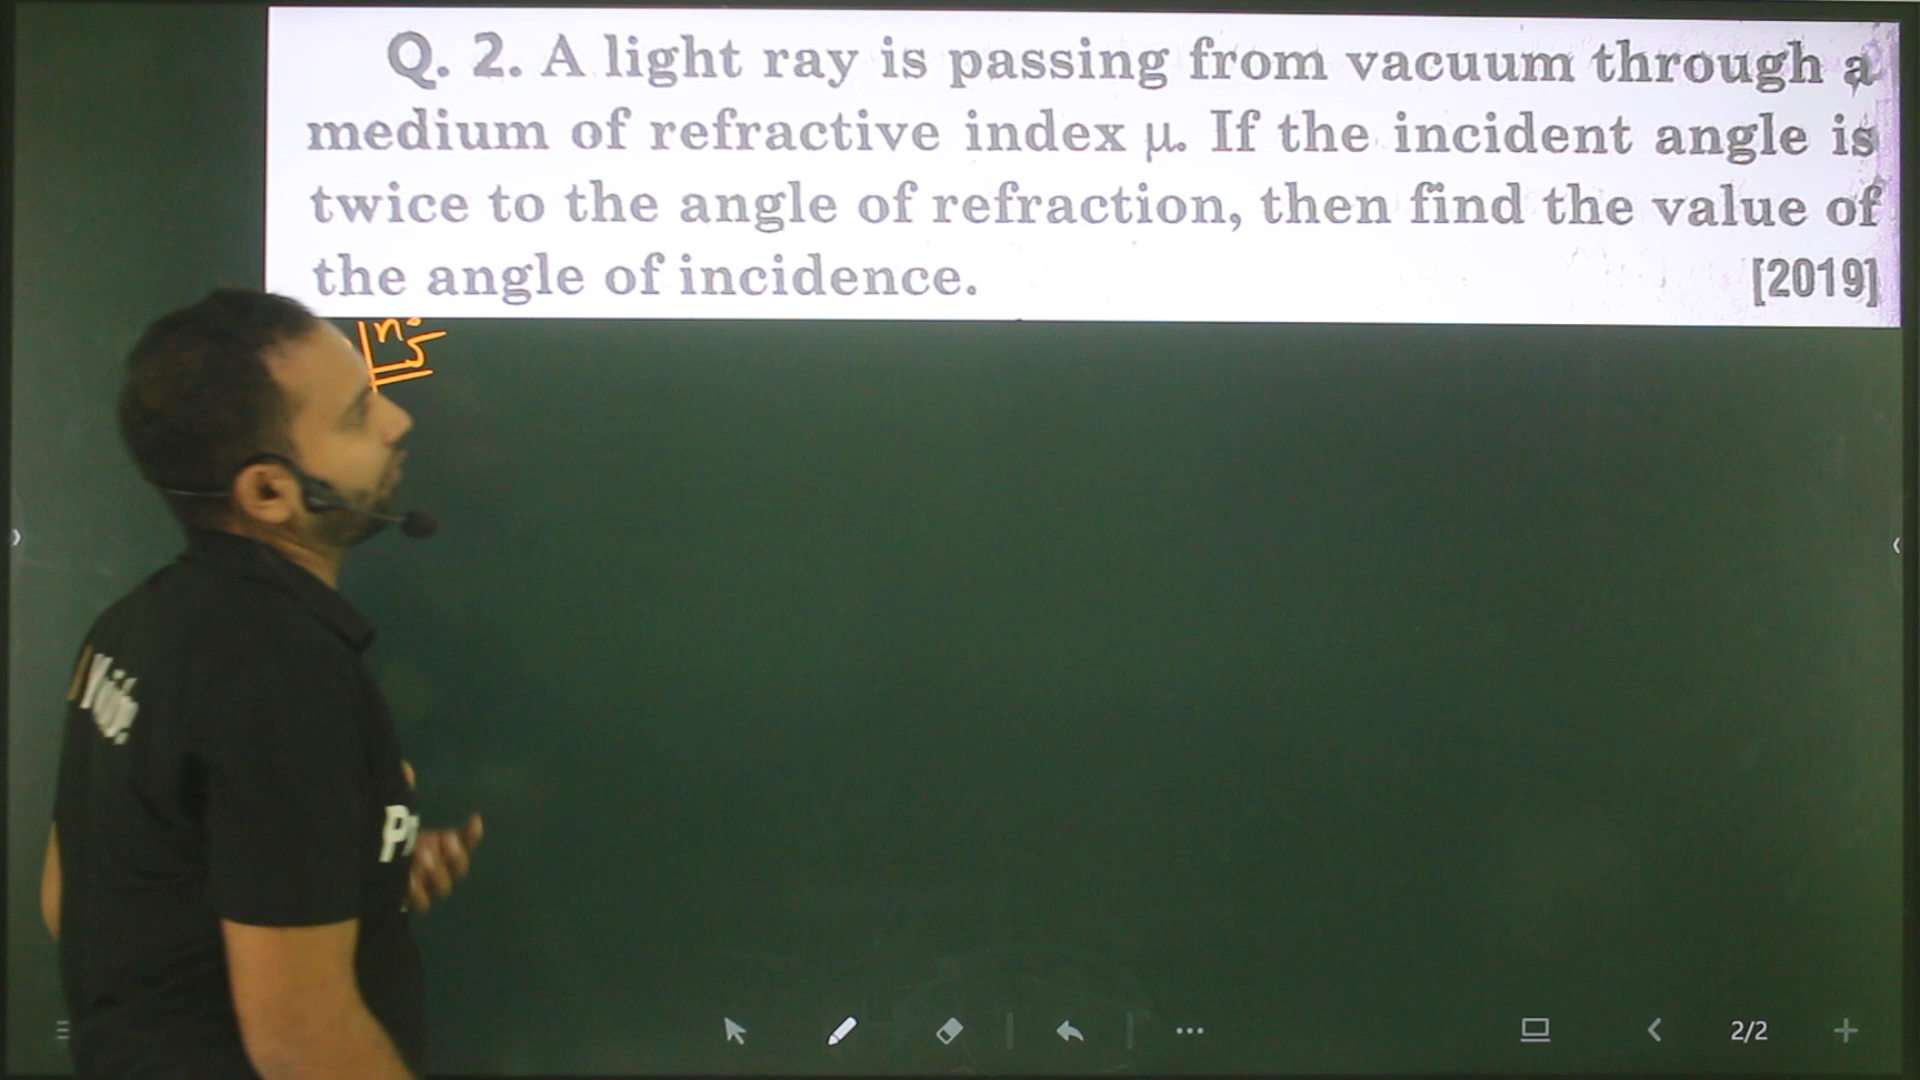 Q. 2. A light ray is passing from vacuum through a
medium of refractive index μ. If the incident angle is
twice to the angle of refraction, then find the value of
the angle of incidence. [2019]
2/2